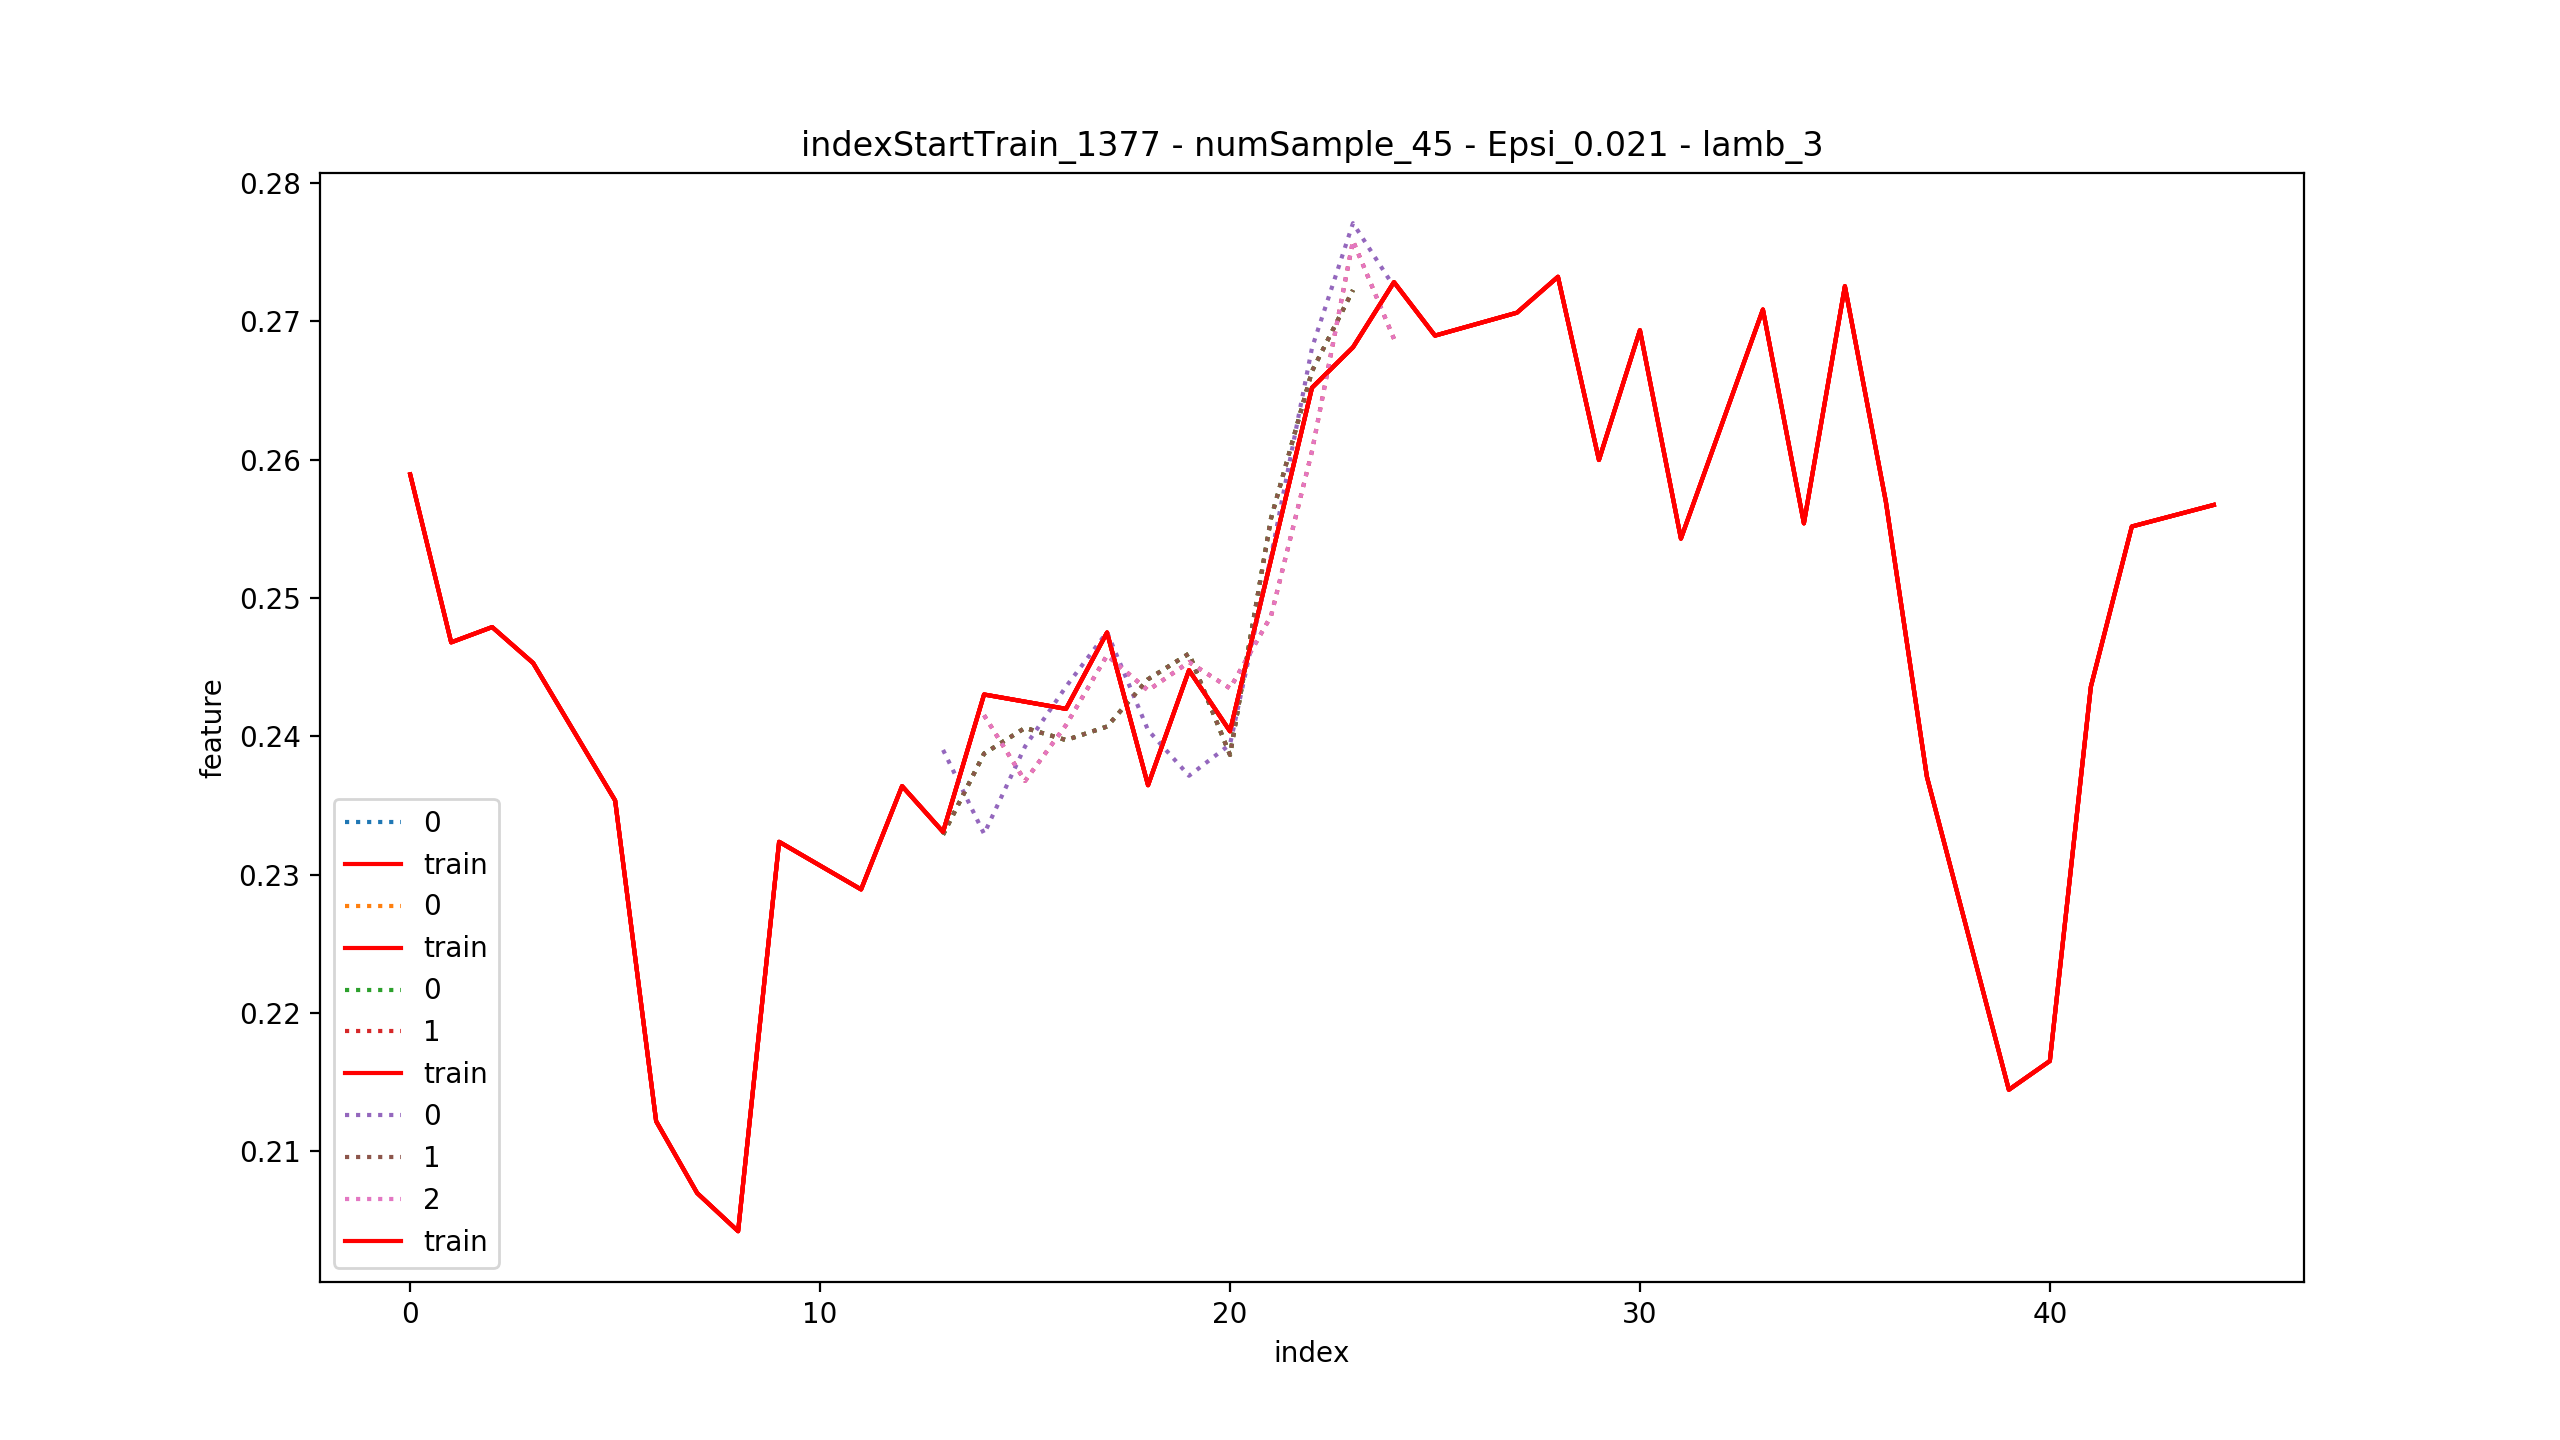 indexStartTrain_1377 - numSample_45 - Epsi_0.021 - lamb_3
0.28
0.27
0.26
0.25
0.24
0.23
0.22
0.21
feature
0
train
0
train
0
1
train
0
1
2
train
0 10 20 30 40
index